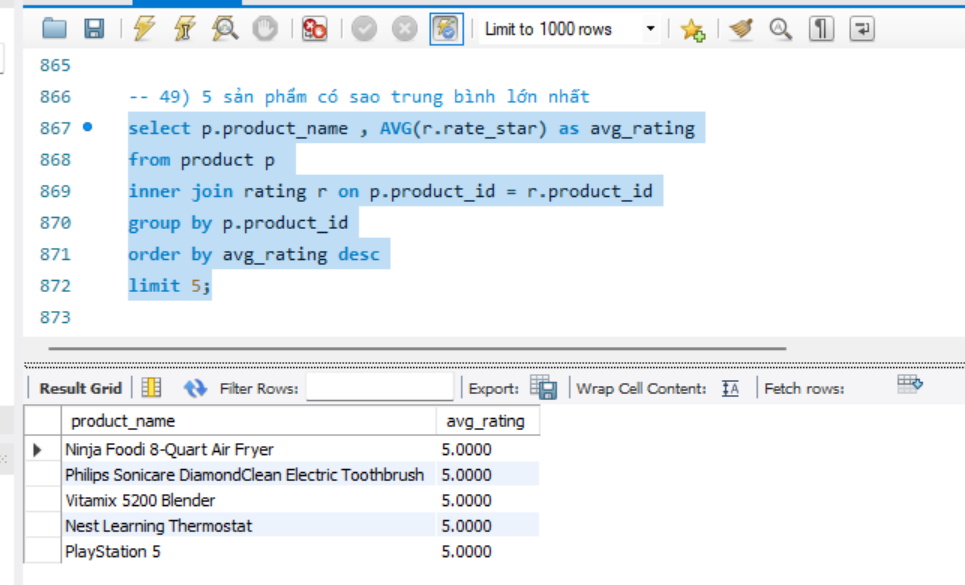 Limit to 1000 rows
865
866 -- 49) 5 sản phẩm có sao trung bình lớn nhất
867 select p.product_name , AVG(r.rate_star) as avg_rating
868 from product p
869 inner join rating r on p.product_id = r.product_id
870 group by p.product_id
871 order by avg_rating desc
872 limit 5;
873
Result Grid Filter Rows: Export: Wrap Cell Content: IA Fetch rows:
product_name avg_rating
Ninja Foodi 8-Quart Air Fryer 5.0000
Philips Sonicare DiamondClean Electric Toothbrush 5.0000
Vitamix 5200 Blender 5.0000
Nest Learning Thermostat 5.0000
PlayStation 5 5.0000